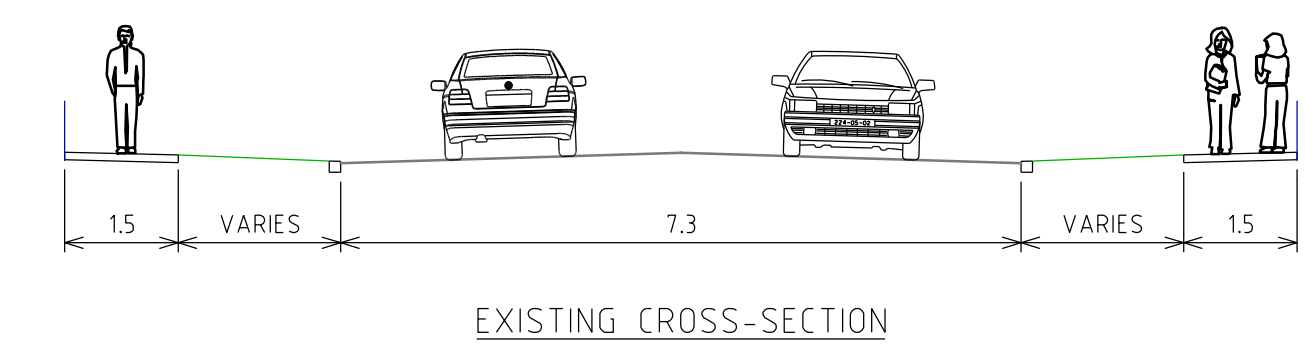 224-05-02
1.5 VARIES 7.3 VARIES 1.5
EXISTING CROSS-SECTION